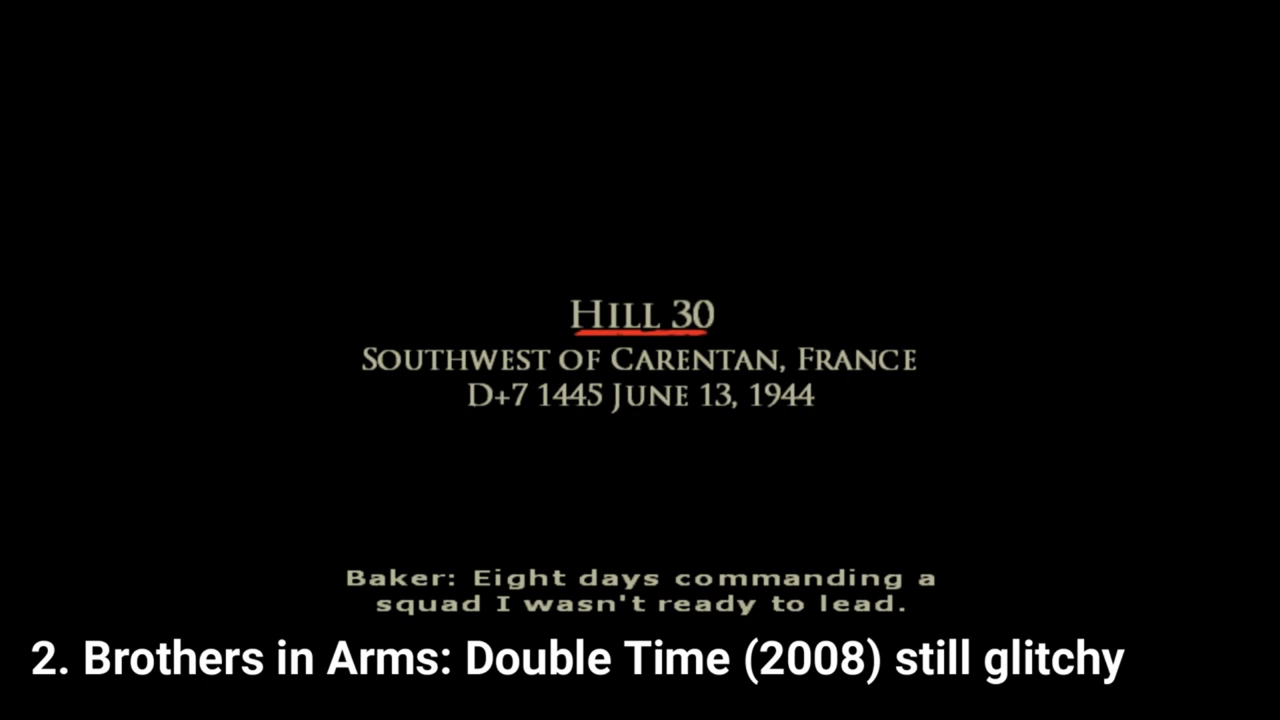 Hill 30
Southwest of Carentan, France
D+7 1445 June 13, 1944
Baker: Eight days commanding a
squad I wasn't ready to lead.
2. Brothers in Arms: Double Time (2008) still glitchy